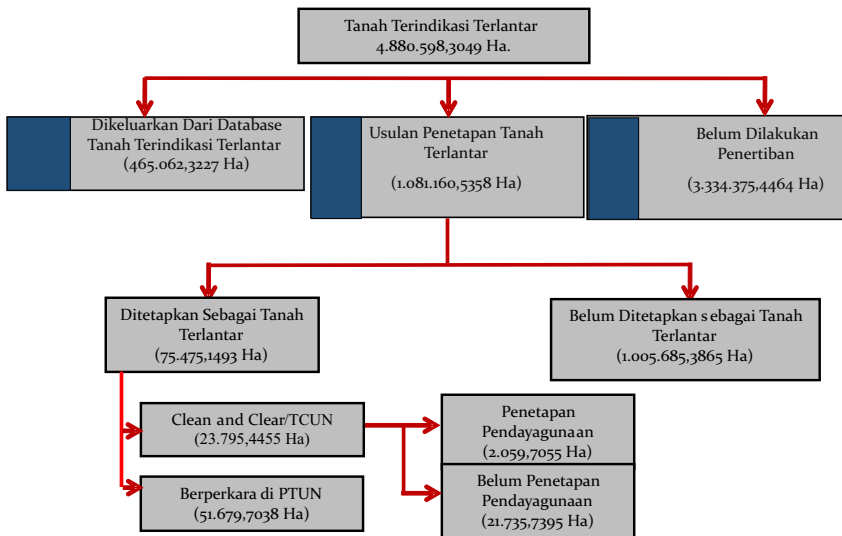 Tanah Terindikasi Terlantar
4.880.598,3049 Ha.
Dikeluarkan Dari Database
Tanah Terindikasi Terlantar
(465.062,3227 Ha)
Usulan Penetapan Tanah
Terlantar
(1.081.160,5358 Ha)
Belum Dilakukan
Penertiban
(3.334.375,4464 Ha)
Ditetapkan Sebagai Tanah
Terlantar
(75.475,1493 Ha)
Belum Ditetapkan sebagai Tanah
Terlantar
(1.005.685,3865 Ha)
Clean and Clear/TCUN
(23.795,4455 Ha)
Penetapan
Pendayagunaan
(2.059,7055 Ha)
Berperkara di PTUN
(51.679,7038 Ha)
Belum Penetapan
Pendayagunaan
(21.735,7395 Ha)